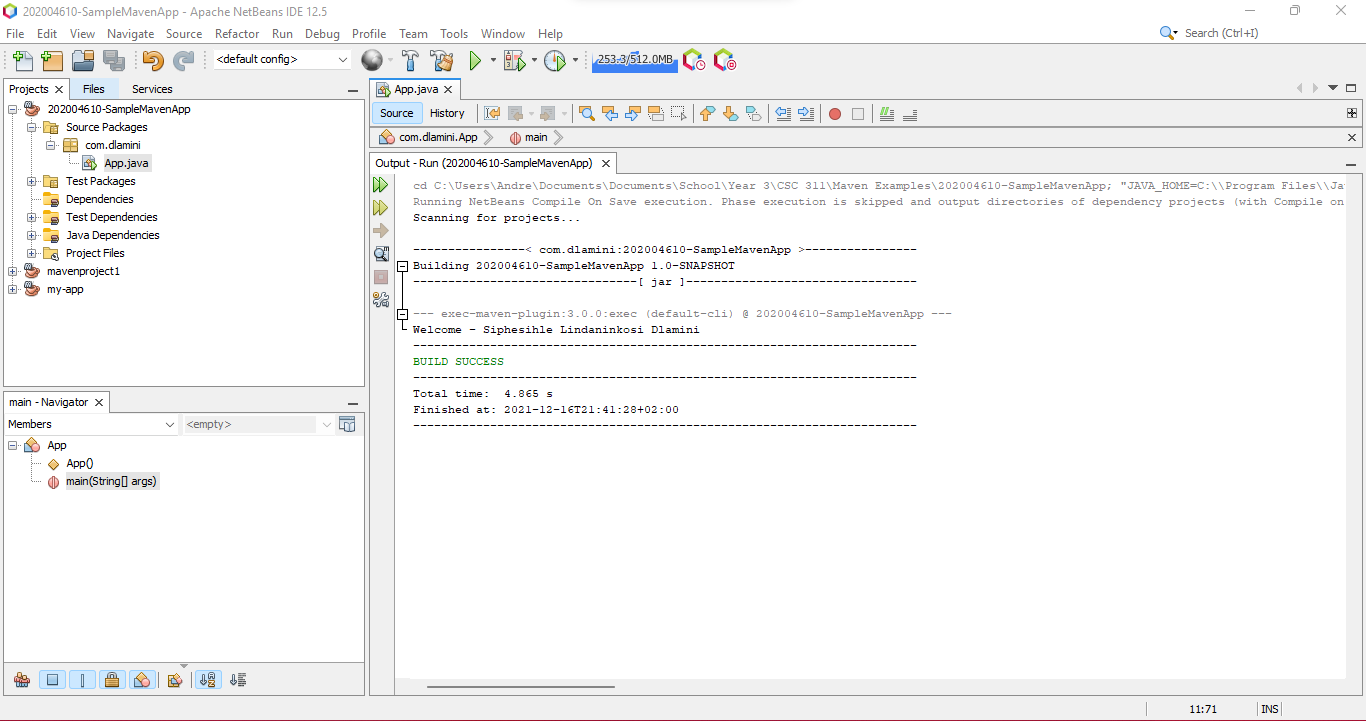 202004610-SampleMavenApp - Apache NetBeans IDE 12.5
File Edit View Navigate Source Refactor Run Debug Profile Team Tools Window Help
Search (Ctrl+I)
<default config>
253.3/512.0MB
Projects Files Services
202004610-SampleMavenApp
Source Packages
com.dlamini
App.java
Test Packages
Dependencies
Test Dependencies
Java Dependencies
Project Files
mavenproject1
my-app
main - Navigator
Members
<empty>
App
App()
main(String[] args)
App.java
Source History
com.dlamini.App main
Output - Run (202004610-SampleMavenApp)
cd C:\Users\Andre\Documents\Documents\School\Year 3\CSC 311\Maven Examples\202004610-SampleMavenApp; "JAVA_HOME=C:\\Program Files\\Ja
Running NetBeans Compile On Save execution. Phase execution is skipped and output directories of dependency projects (with Compile on
Scanning for projects...
----------------< com.dlamini:202004610-SampleMavenApp >----------------
Building 202004610-SampleMavenApp 1.0-SNAPSHOT
--------------------------------[ jar ]---------------------------------
--- exec-maven-plugin:3.0.0:exec (default-cli) @ 202004610-SampleMavenApp ---
Welcome - Siphesihle Lindaninkosi Dlamini
------------------------------------------------------------------------
BUILD SUCCESS
------------------------------------------------------------------------
Total time:  4.865 s
Finished at: 2021-12-16T21:41:28+02:00
------------------------------------------------------------------------
11:71 INS